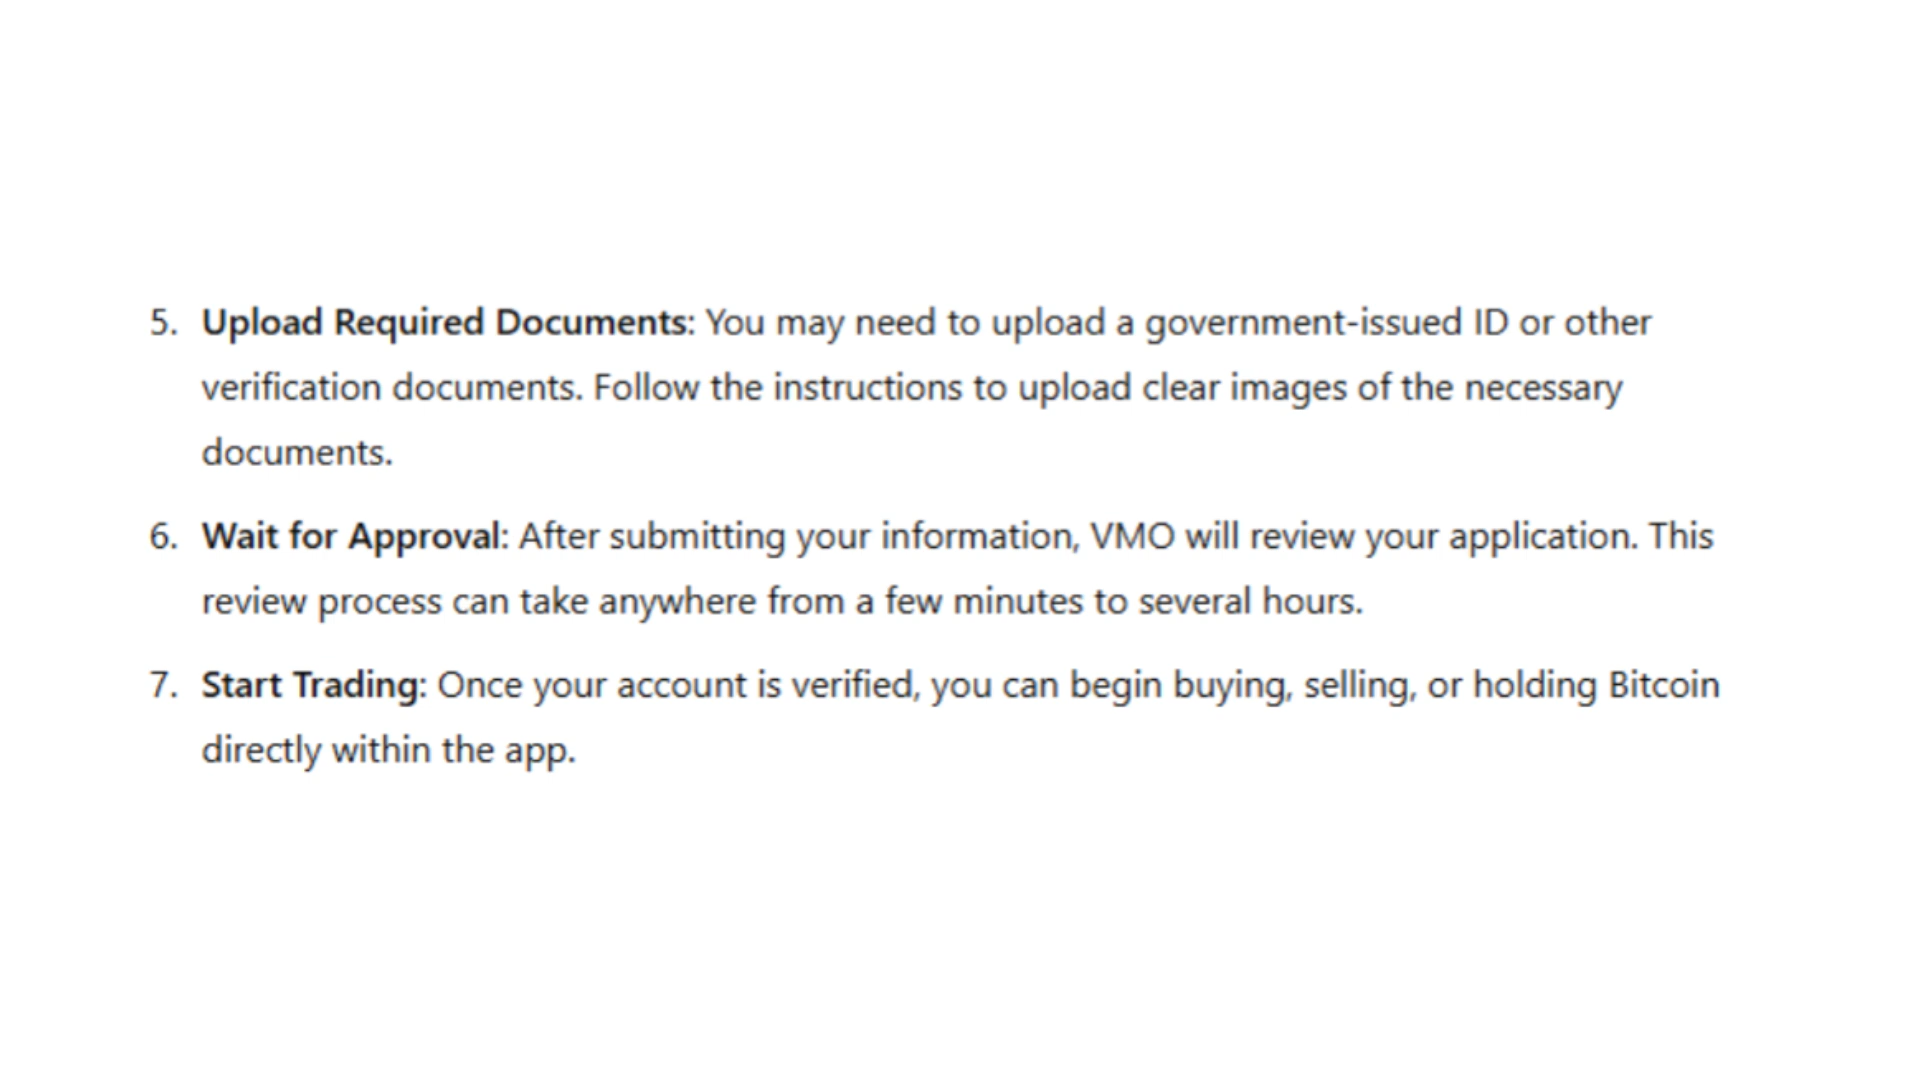 5. Upload Required Documents: You may need to upload a government-issued ID or other
verification documents. Follow the instructions to upload clear images of the necessary
documents.
6. Wait for Approval: After submitting your information, VMO will review your application. This
review process can take anywhere from a few minutes to several hours.
7. Start Trading: Once your account is verified, you can begin buying, selling, or holding Bitcoin
directly within the app.